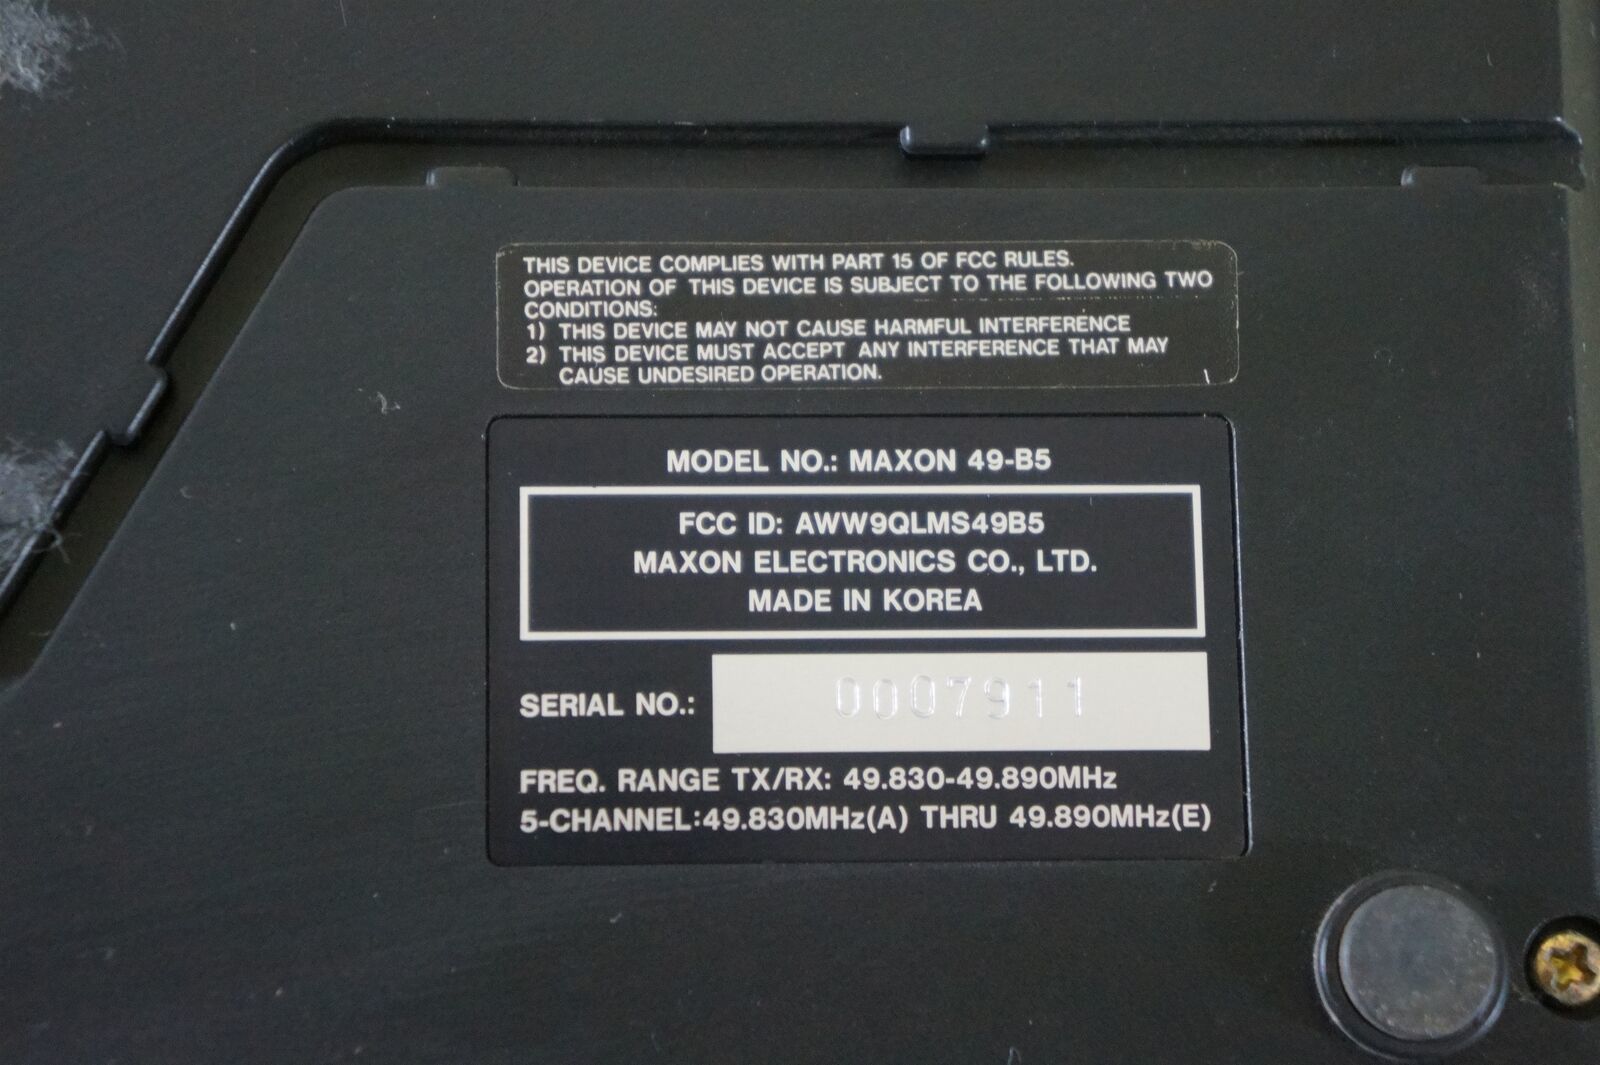 THIS DEVICE COMPLIES WITH PART 15 OF FCC RULES.
OPERATION OF THIS DEVICE IS SUBJECT TO THE FOLLOWING TWO
CONDITIONS:
1) THIS DEVICE MAY NOT CAUSE HARMFUL INTERFERENCE
2) THIS DEVICE MUST ACCEPT ANY INTERFERENCE THAT MAY
CAUSE UNDESIRED OPERATION.
MODEL NO.: MAXON 49-B5
FCC ID: AWW9QLMS49B5
MAXON ELECTRONICS CO., LTD.
MADE IN KOREA
SERIAL NO.: 0007911
FREQ. RANGE TX/RX: 49.830-49.890MHz
5-CHANNEL:49.830MHz(A) THRU 49.890MHz(E)